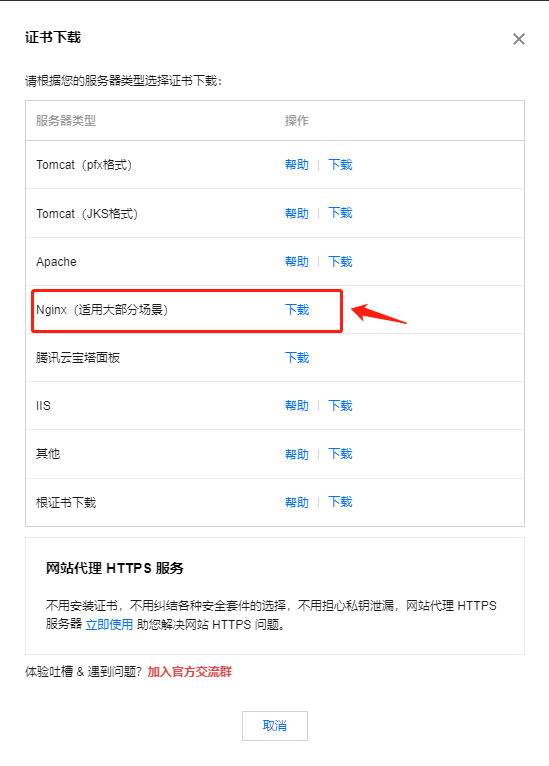 证书下载
请根据您的服务器类型选择证书下载：
服务器类型 操作
Tomcat（pfx格式） 帮助 | 下载
Tomcat（JKS格式） 帮助 | 下载
Apache 帮助 | 下载
Nginx（适用大部分场景） 下载
腾讯云宝塔面板 下载
IIS 帮助 | 下载
其他 帮助 | 下载
根证书下载 帮助 | 下载
网站代理 HTTPS 服务
不用安装证书，不用纠结各种安全套件的选择，不用担心私钥泄漏，网站代理 HTTPS
服务器 立即使用 助您解决网站 HTTPS 问题。
体验吐槽 & 遇到问题？加入官方交流群
取消